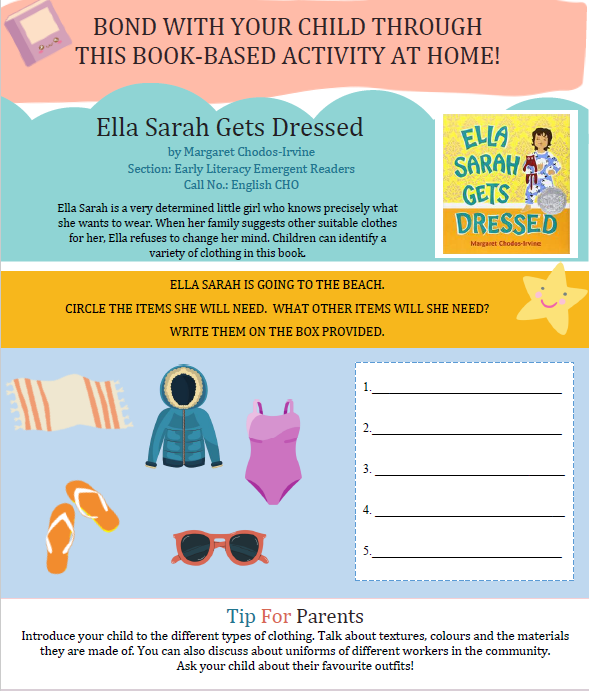 BOND WITH YOUR CHILD THROUGH
THIS BOOK-BASED ACTIVITY AT HOME!
Ella Sarah Gets Dressed
by Margaret Chodos-Irvine
Section: Early Literacy Emergent Readers
Call No.: English CHO
Ella Sarah is a very determined little girl who knows precisely what
she wants to wear. When her family suggests other suitable clothes
for her, Ella refuses to change her mind. Children can identify a
variety of clothing in this book.
ELLA
SARAH
GETS
DRESSED
Margaret Chodos-Irvine
ELLA SARAH IS GOING TO THE BEACH.
CIRCLE THE ITEMS SHE WILL NEED. WHAT OTHER ITEMS WILL SHE NEED?
WRITE THEM ON THE BOX PROVIDED.
1.
2.
3.
4.
5.
Tip For Parents
Introduce your child to the different types of clothing. Talk about textures, colours and the materials
they are made of. You can also discuss about uniforms of different workers in the community.
Ask your child about their favourite outfits!